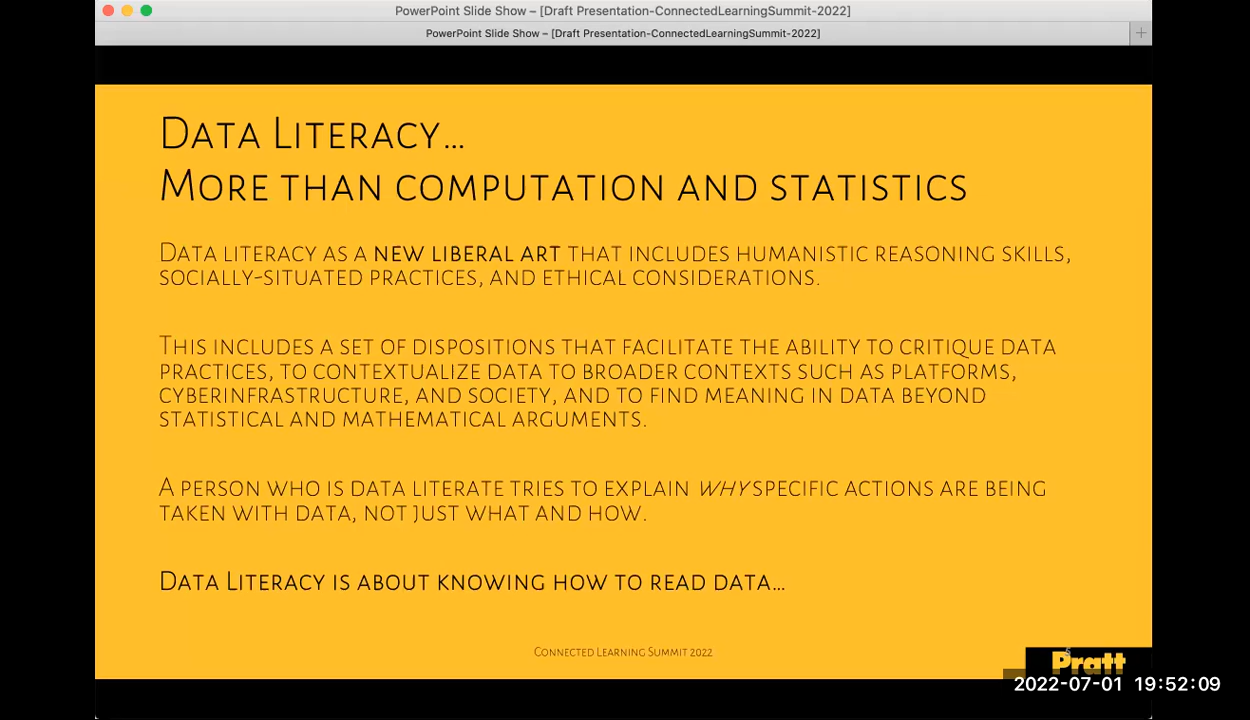 PowerPoint Slide Show – [Draft Presentation-ConnectedLearningSummit-2022]
PowerPoint Slide Show – [Draft Presentation-ConnectedLearningSummit-2022]
Data Literacy...
More than computation and statistics
Data literacy as a new liberal art that includes humanistic reasoning skills,
socially-situated practices, and ethical considerations.
This includes a set of dispositions that facilitate the ability to critique data
practices, to contextualize data to broader contexts such as platforms,
cyberinfrastructure, and society, and to find meaning in data beyond
statistical and mathematical arguments.
A person who is data literate tries to explain why specific actions are being
taken with data, not just what and how.
Data Literacy is about knowing how to read data...
Connected Learning Summit 2022
Pratt
2022-07-01 19:52:09